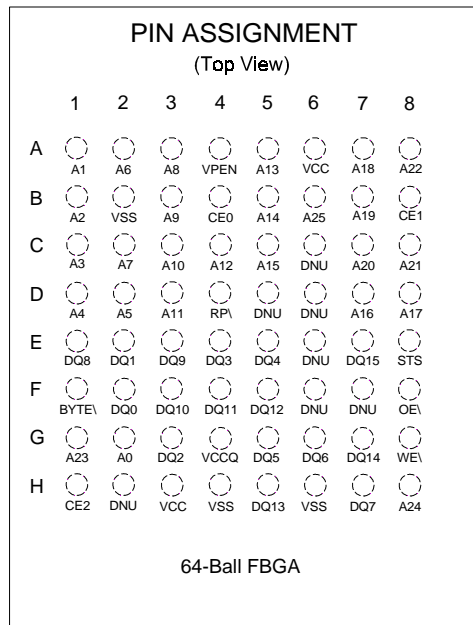 PIN ASSIGNMENT
(Top View)
1 2 3 4 5 6 7 8
A
A1 A6 A8 VPEN A13 VCC A18 A22
B
A2 VSS A9 CE0 A14 A25 A19 CE1
C
A3 A7 A10 A12 A15 DNU A20 A21
D
A4 A5 A11 RP\ DNU DNU A16 A17
E
DQ8 DQ1 DQ9 DQ3 DQ4 DNU DQ15 STS
F
BYTE\ DQ0 DQ10 DQ11 DQ12 DNU DNU OE\
G
A23 A0 DQ2 VCCQ DQ5 DQ6 DQ14 WE\
H
CE2 DNU VCC VSS DQ13 VSS DQ7 A24
64-Ball FBGA